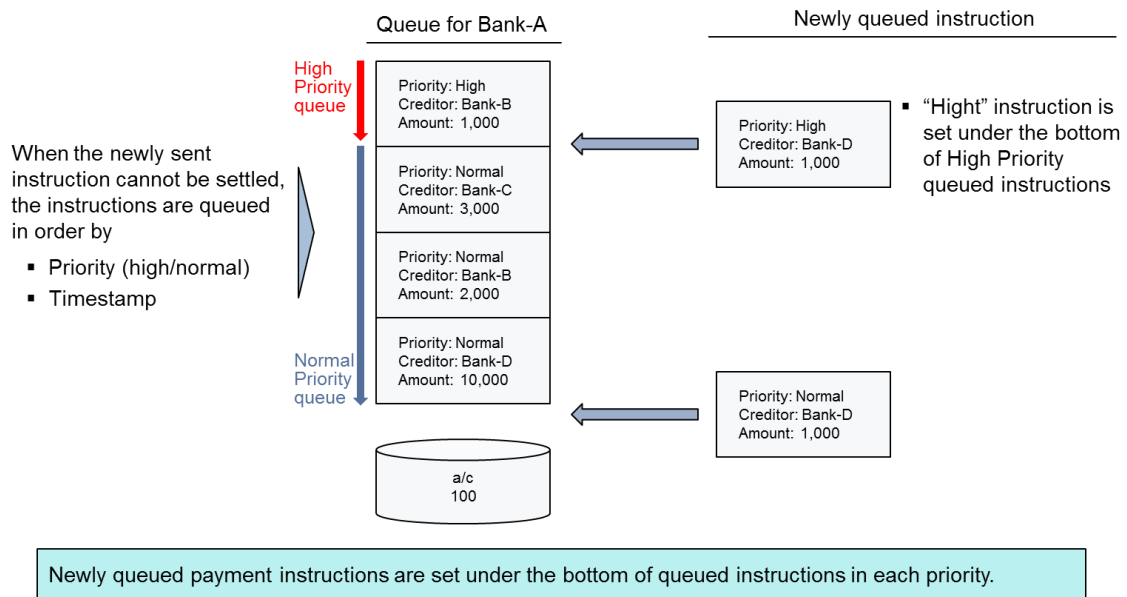 Queue for Bank-A
Newly queued instruction
High
Priority
queue
Priority: High
Creditor: Bank-B
Amount: 1,000
Priority: High
Creditor: Bank-D
Amount: 1,000
▪ “Hight” instruction is
set under the bottom
of High Priority
queued instructions
When the newly sent
instruction cannot be settled,
the instructions are queued
in order by
▪ Priority (high/normal)
▪ Timestamp
Priority: Normal
Creditor: Bank-C
Amount: 3,000
Priority: Normal
Creditor: Bank-B
Amount: 2,000
Normal
Priority
queue
Priority: Normal
Creditor: Bank-D
Amount: 10,000
Priority: Normal
Creditor: Bank-D
Amount: 1,000
a/c
100
Newly queued payment instructions are set under the bottom of queued instructions in each priority.